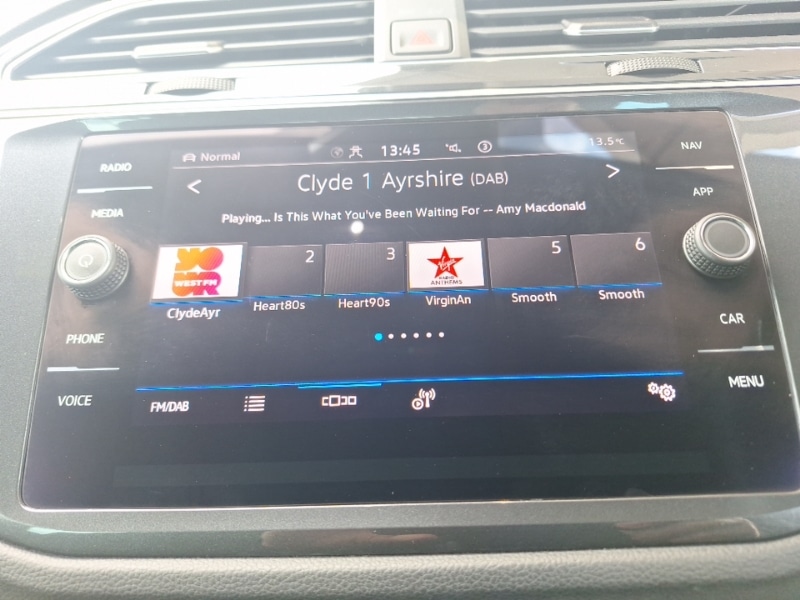 RADIO
MEDIA
PHONE
VOICE
NAV
APP
CAR
MENU
Normal
13:45
13.5°C
< Clyde 1 Ayrshire (DAB) >
Playing... Is This What You've Been Waiting For -- Amy Macdonald
YOUR
WEST FM
2
3
Virgin
RADIO
ANTHEMS
5
6
ClydeAyr
Heart80s
Heart90s
VirginAn
Smooth
Smooth
FM/DAB